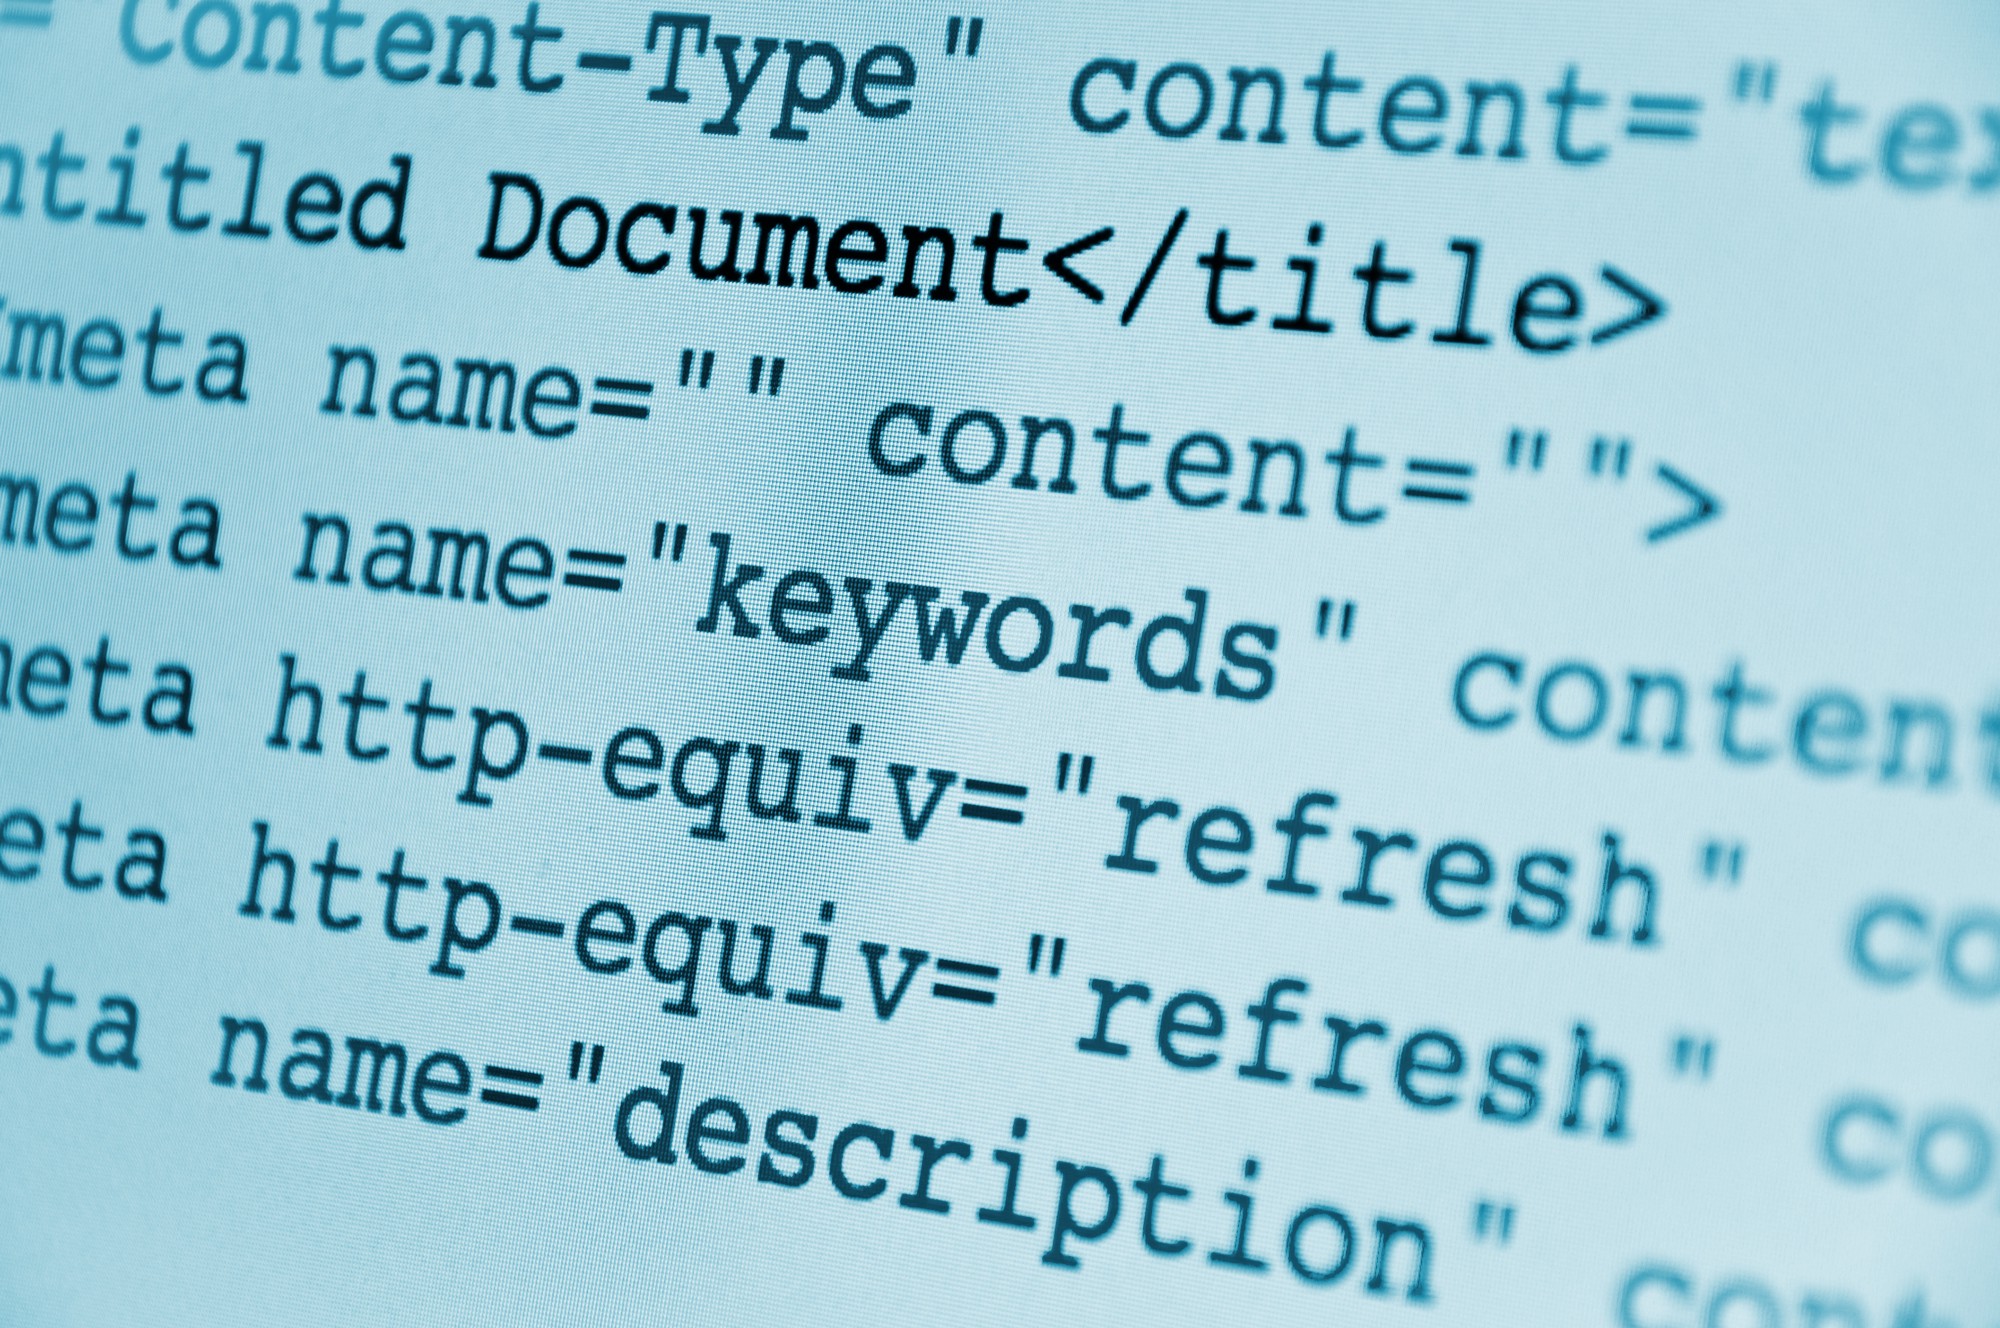 ="Content-Type" content="te
ntitled Document</title>
meta name="" content="">
meta name="keywords" content
eta http-equiv="refresh" co
eta http-equiv="refresh" co
eta name="description" cont